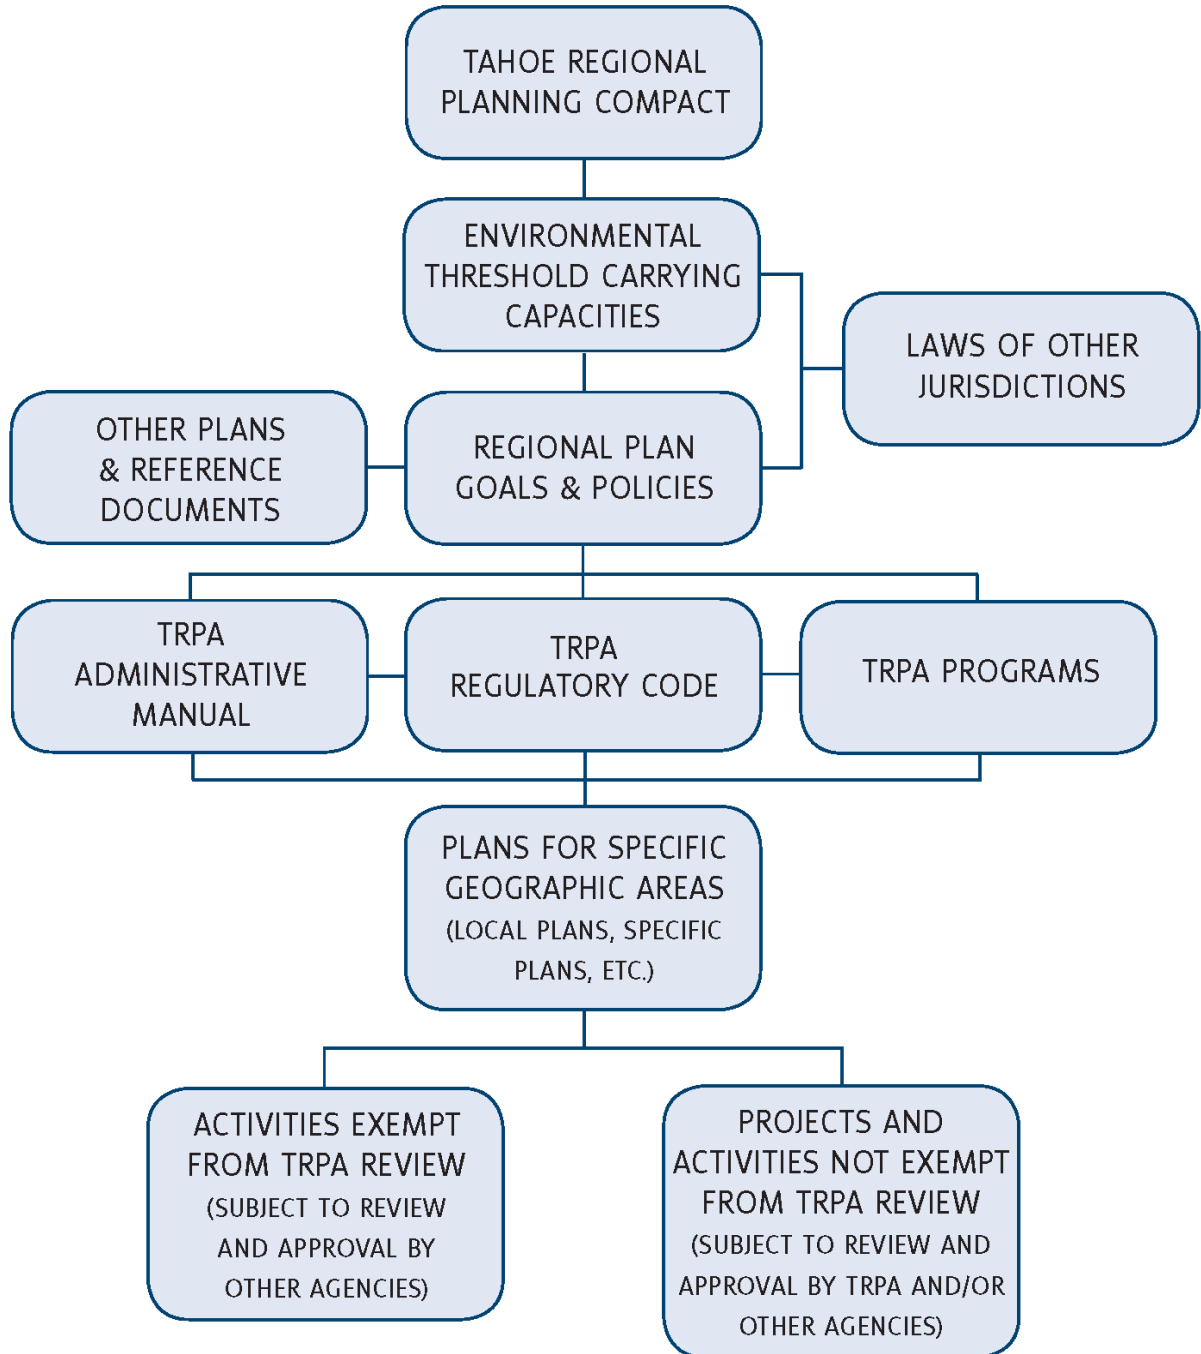 TAHOE REGIONAL
PLANNING COMPACT
ENVIRONMENTAL
THRESHOLD CARRYING
CAPACITIES
LAWS OF OTHER
JURISDICTIONS
OTHER PLANS
& REFERENCE
DOCUMENTS
REGIONAL PLAN
GOALS & POLICIES
TRPA
ADMINISTRATIVE
MANUAL
TRPA
REGULATORY CODE
TRPA PROGRAMS
PLANS FOR SPECIFIC
GEOGRAPHIC AREAS
(LOCAL PLANS, SPECIFIC
PLANS, ETC.)
ACTIVITIES EXEMPT
FROM TRPA REVIEW
(SUBJECT TO REVIEW
AND APPROVAL BY
OTHER AGENCIES)
PROJECTS AND
ACTIVITIES NOT EXEMPT
FROM TRPA REVIEW
(SUBJECT TO REVIEW AND
APPROVAL BY TRPA AND/OR
OTHER AGENCIES)